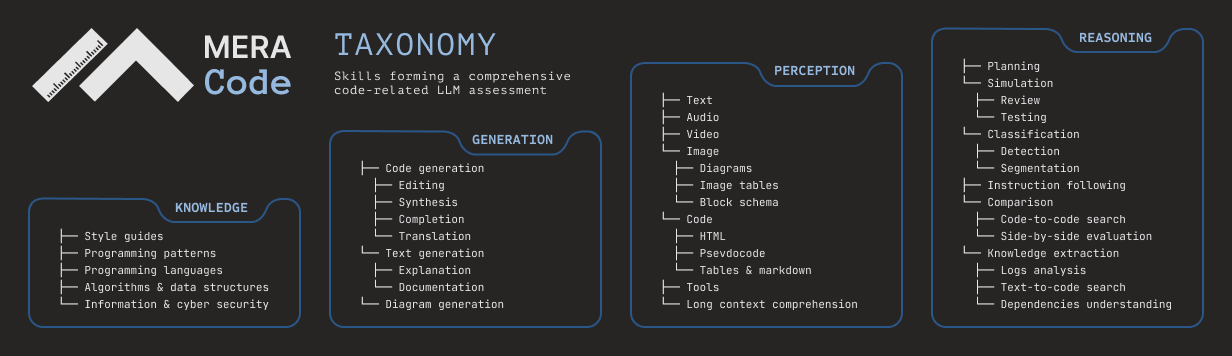 MERA
Code
TAXONOMY
Skills forming a comprehensive
code-related LLM assessment
KNOWLEDGE
├── Style guides
├── Programming patterns
├── Programming languages
├── Algorithms & data structures
└── Information & cyber security
GENERATION
├── Code generation
├── Editing
├── Synthesis
├── Completion
└── Translation
└── Text generation
├── Explanation
└── Documentation
└── Diagram generation
PERCEPTION
├── Text
├── Audio
├── Video
└── Image
├── Diagrams
├── Image tables
└── Block schema
└── Code
├── HTML
├── Psevdocode
└── Tables & markdown
├── Tools
└── Long context comprehension
REASONING
├── Planning
└── Simulation
├── Review
└── Testing
└── Classification
├── Detection
└── Segmentation
├── Instruction following
└── Comparison
├── Code-to-code search
└── Side-by-side evaluation
└── Knowledge extraction
├── Logs analysis
├── Text-to-code search
└── Dependencies understanding